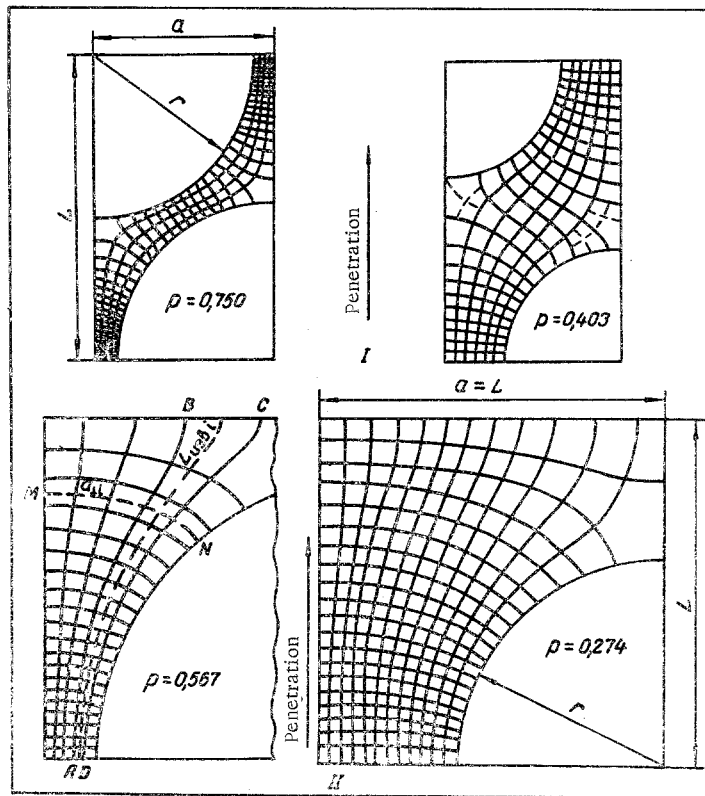 a
r
L
p=0,750
Penetration
p=0,403
I
B
C
a = L
M
N
L
p=0,567
Penetration
p=0,274
r
A D
II